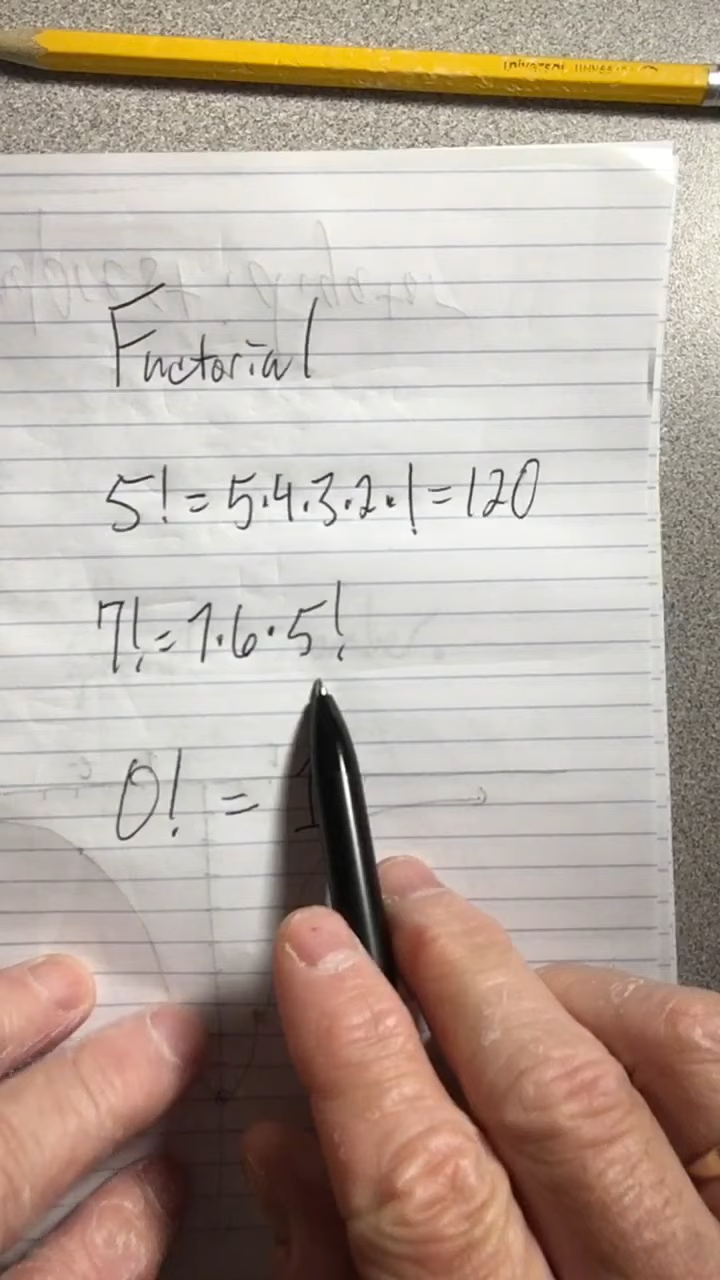 Factorial
5! = 5·4·3·2·1 = 120
7! = 7·6·5!
0! = 1